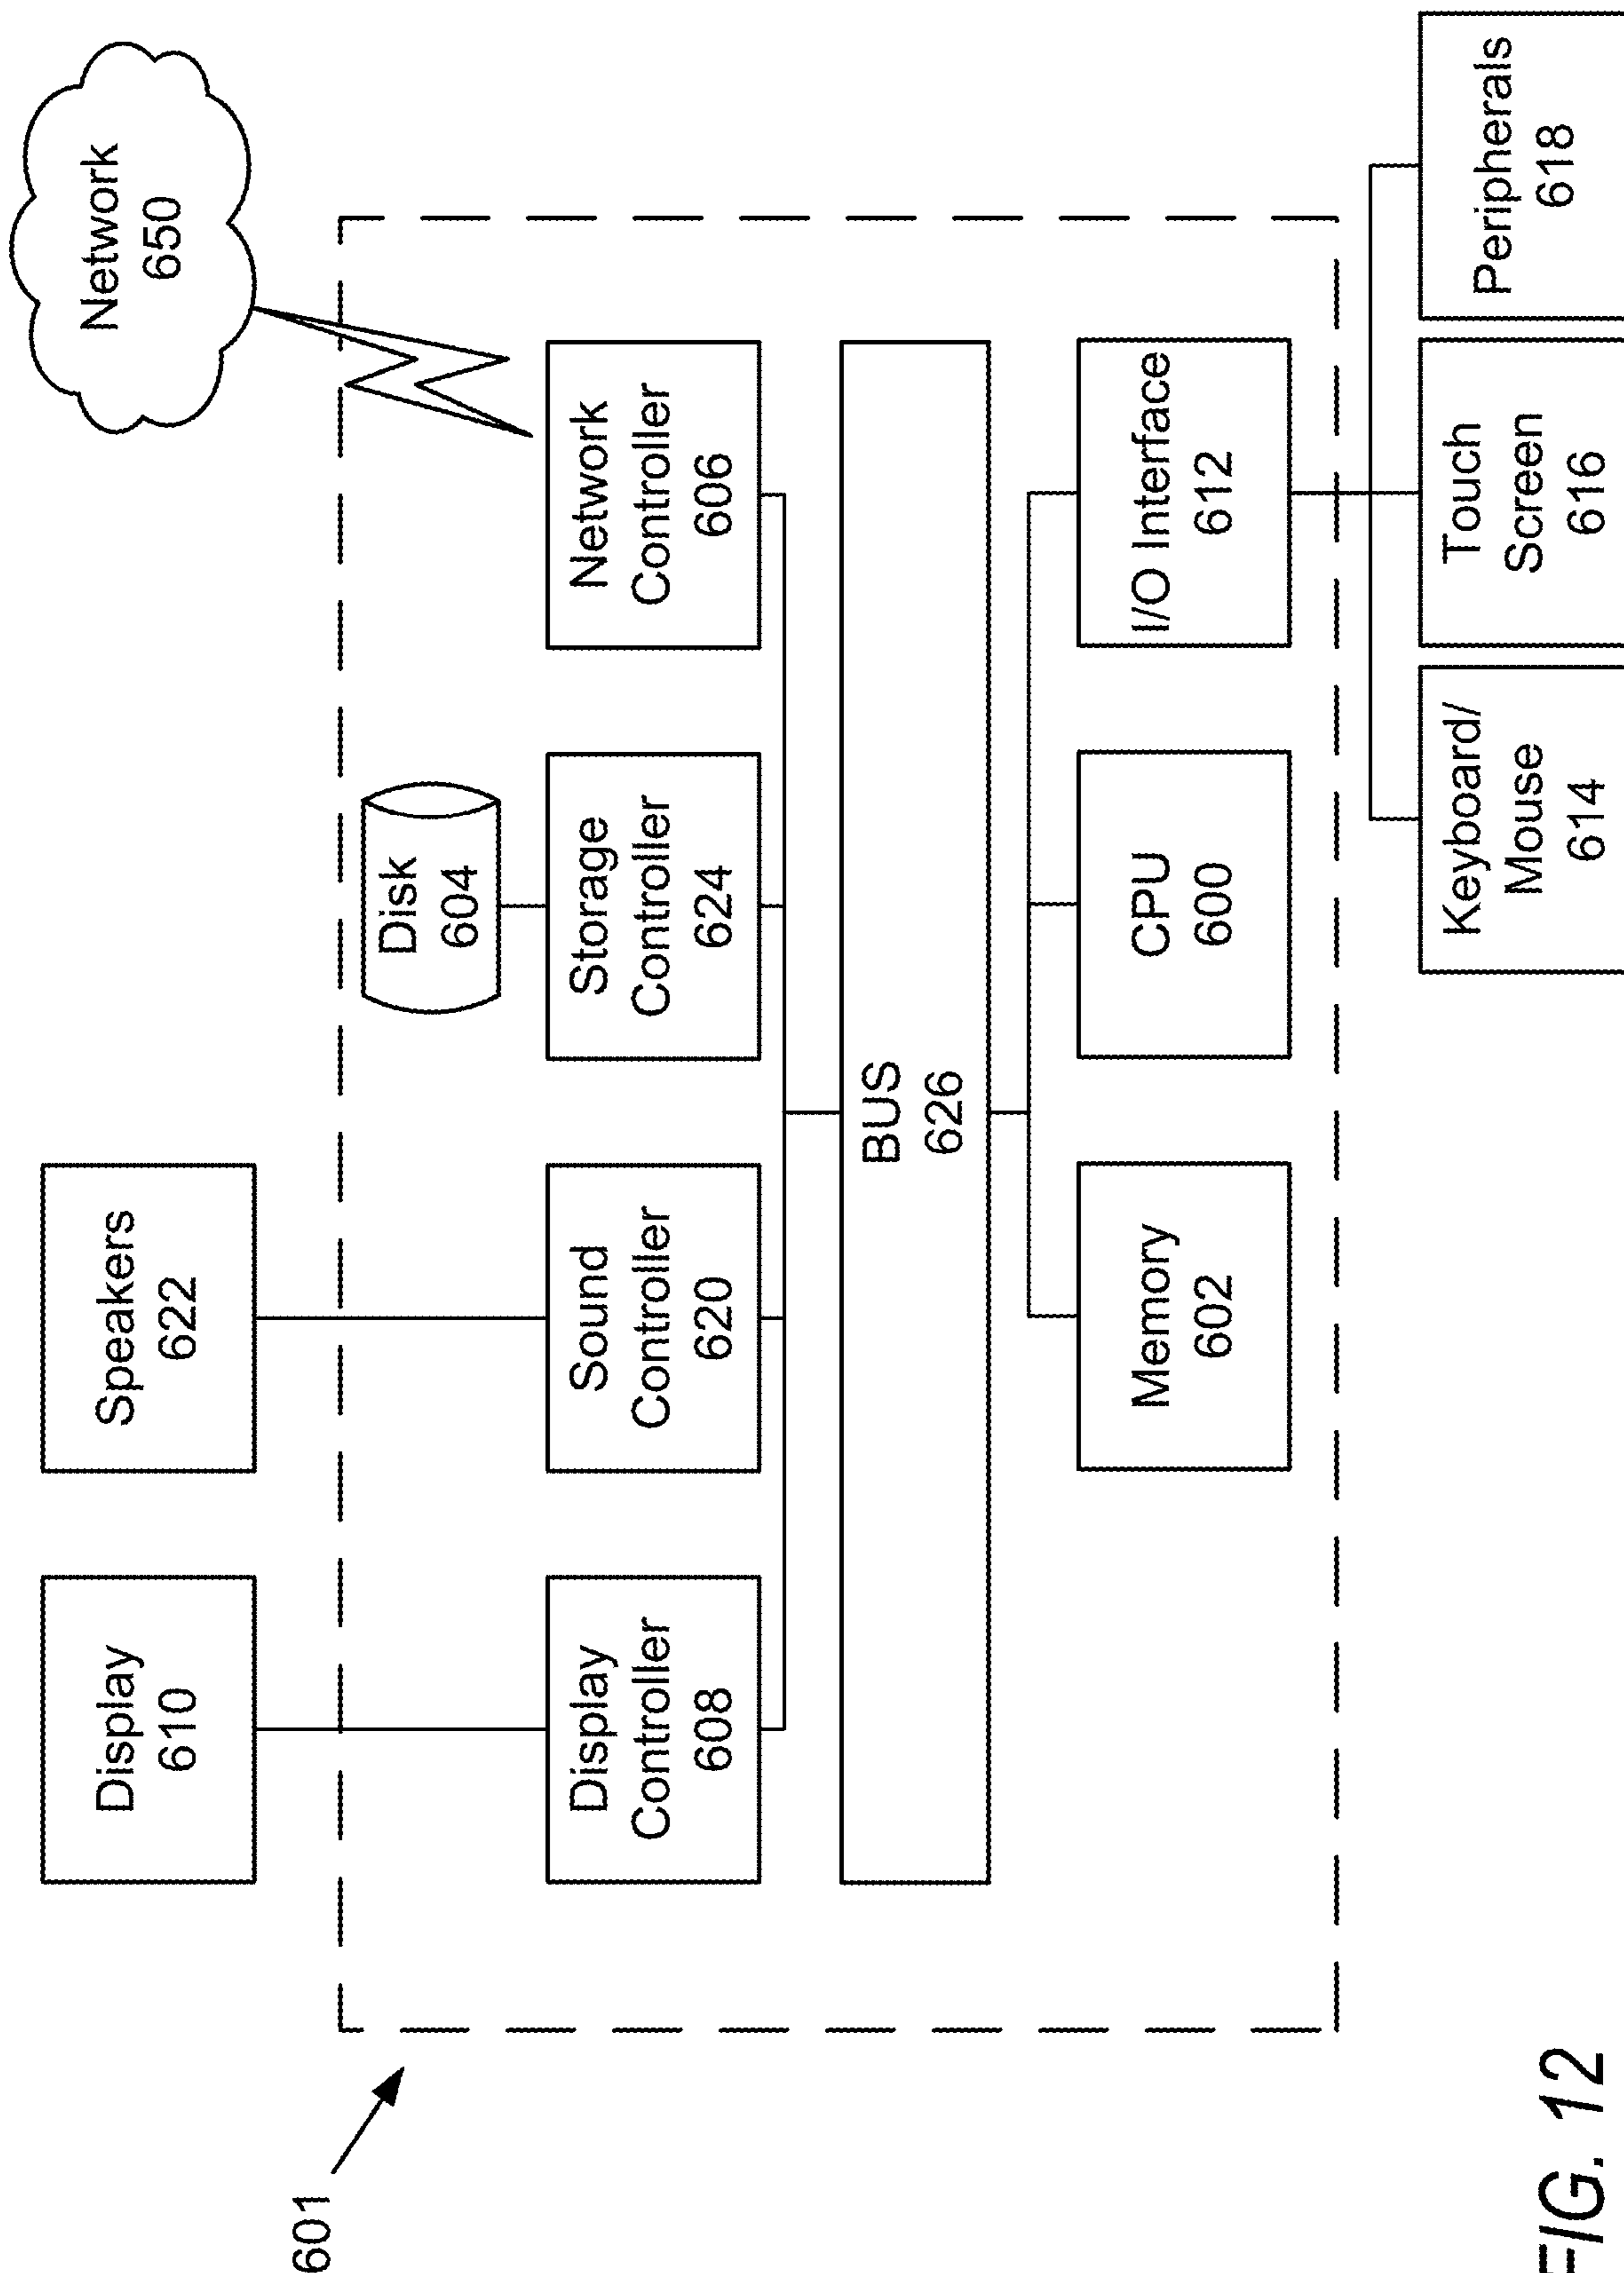 601
Display
610
Speakers
622
Network
650
Disk
604
Display
Controller
608
Sound
Controller
620
Storage
Controller
624
Network
Controller
606
BUS
626
Memory
602
CPU
600
I/O Interface
612
Keyboard/
Mouse
614
Touch
Screen
616
Peripherals
618
FIG. 12